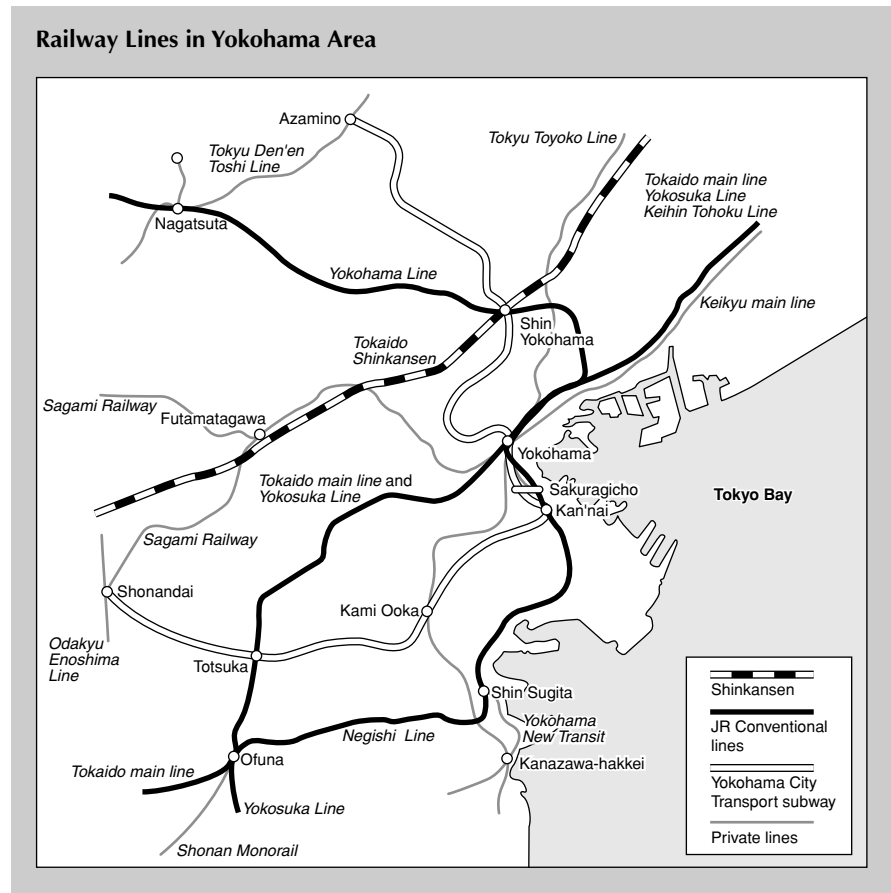 Railway Lines in Yokohama Area
Azamino
Tokyu Toyoko Line
Tokyu Den'en
Toshi Line
Tokaido main line
Yokosuka Line
Keihin Tohoku Line
Nagatsuta
Yokohama Line
Keikyu main line
Shin
Yokohama
Tokaido
Shinkansen
Sagami Railway
Futamatagawa
Yokohama
Tokaido main line and
Yokosuka Line
Sakuragicho
Kan'nai
Tokyo Bay
Sagami Railway
Shonandai
Kami Ooka
Odakyu
Enoshima
Line
Totsuka
Shin Sugita
Yokohama
New Transit
Negishi Line
Ofuna
Kanazawa-hakkei
Tokaido main line
Yokosuka Line
Shonan Monorail
Shinkansen
JR Conventional
lines
Yokohama City
Transport subway
Private lines